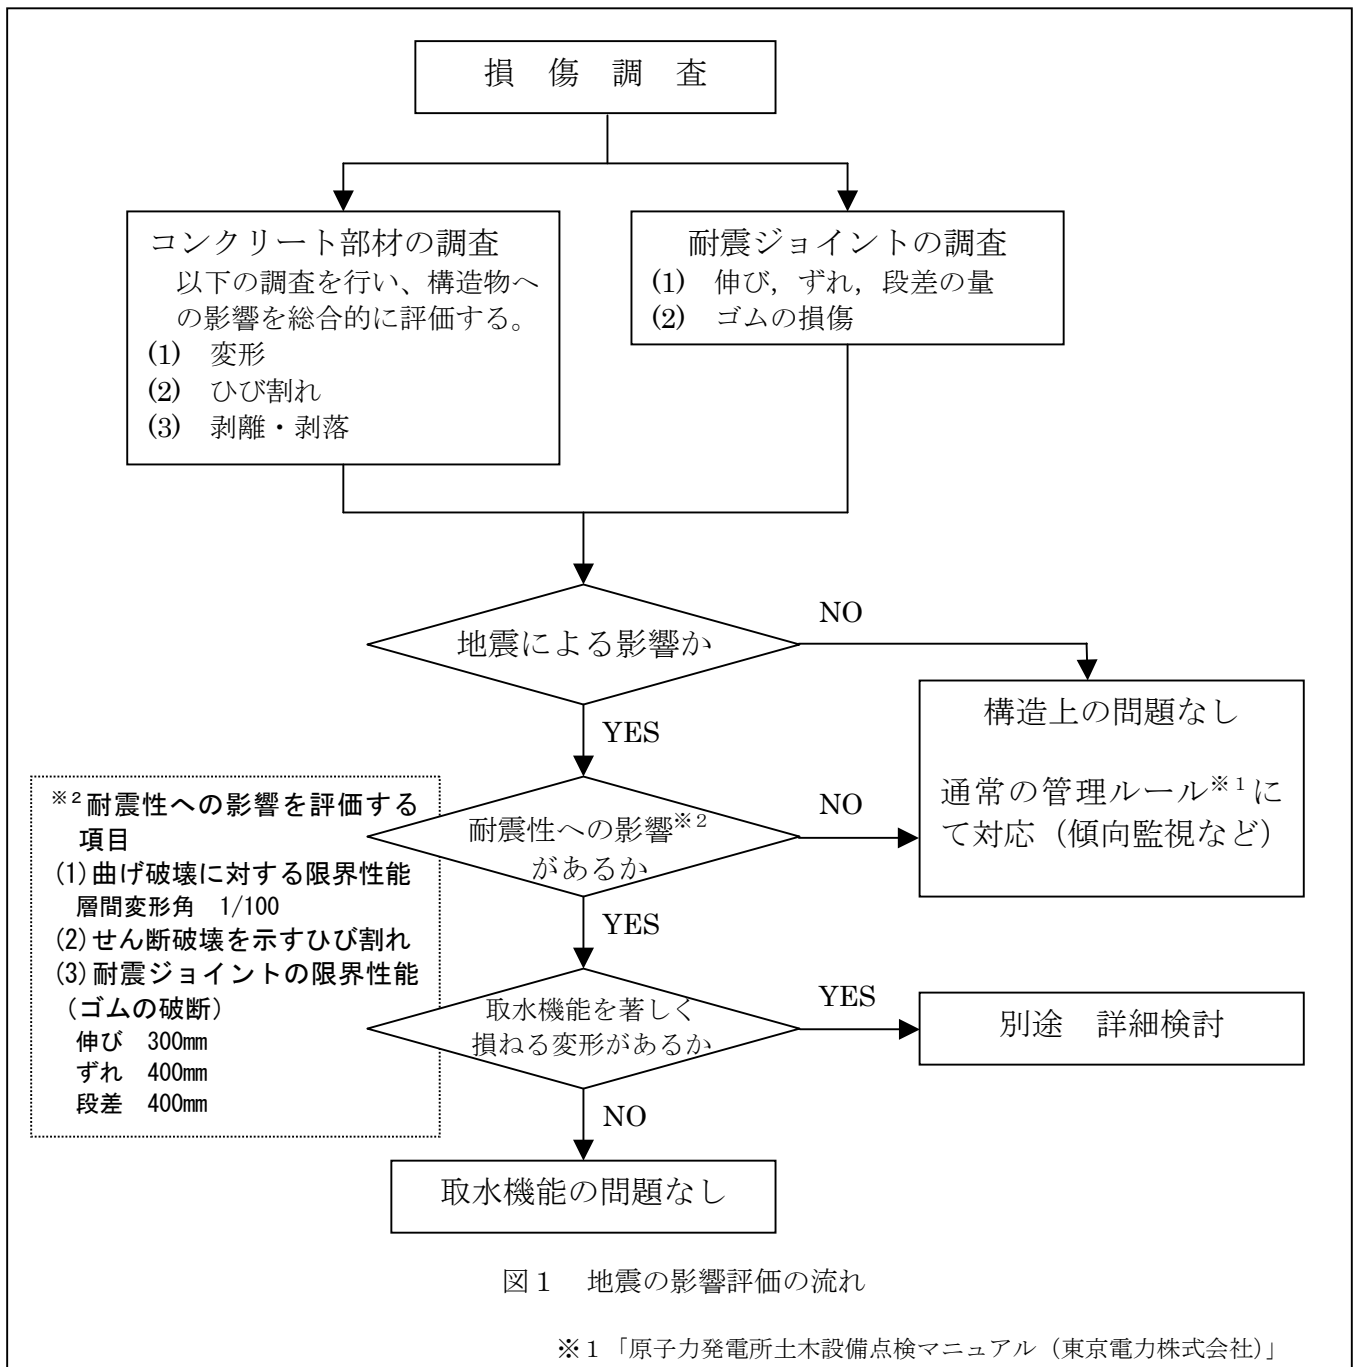 損　傷　調　査
コンクリート部材の調査
以下の調査を行い、構造物へ
の影響を総合的に評価する。
(1)　変形
(2)　ひび割れ
(3)　剥離・剥落
耐震ジョイントの調査
(1)　伸び，ずれ，段差の量
(2)　ゴムの損傷
地震による影響か
NO
YES
構造上の問題なし
通常の管理ルール※１に
て対応（傾向監視など）
※２耐震性への影響を評価する
項目
(1)曲げ破壊に対する限界性能
層間変形角　1/100
(2)せん断破壊を示すひび割れ
(3)耐震ジョイントの限界性能
（ゴムの破断）
伸び　300mm
ずれ　400mm
段差　400mm
耐震性への影響※２
があるか
NO
YES
取水機能を著しく
損ねる変形があるか
YES
別途　詳細検討
NO
取水機能の問題なし
図１　地震の影響評価の流れ
※１「原子力発電所土木設備点検マニュアル（東京電力株式会社）」